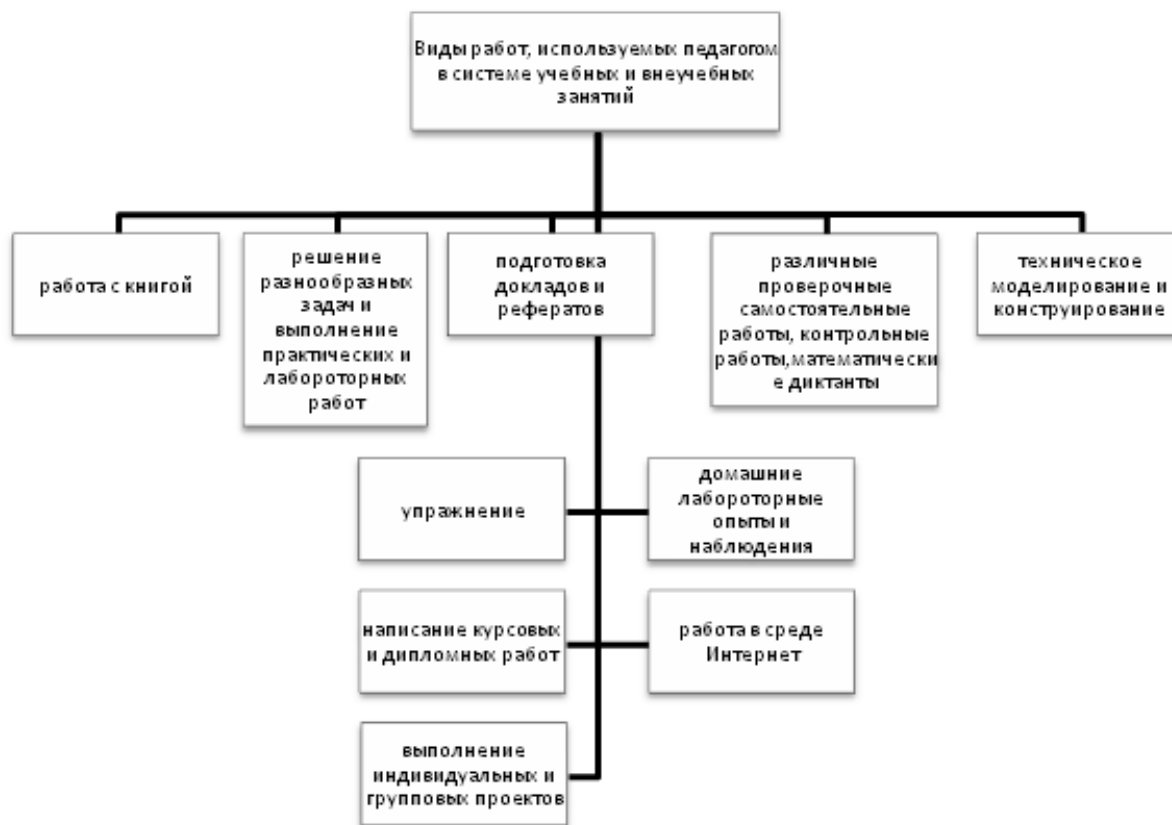 Виды работ, используемых педагогом
в системе учебных и внеучебных
занятий
работа с книгой
решение
разнообразных
задач и
выполнение
практических и
лабороторных
работ
подготовка
докладов и
рефератов
различные
проверочные
самостоятельные
работы, контрольные
работы,математически
е диктанты
техническое
моделирование и
конструирование
упражнение
домашние
лабороторные
опыты и
наблюдения
написание курсовых
и дипломных работ
работа в среде
Интернет
выполнение
индивидуальных и
групповых проектов